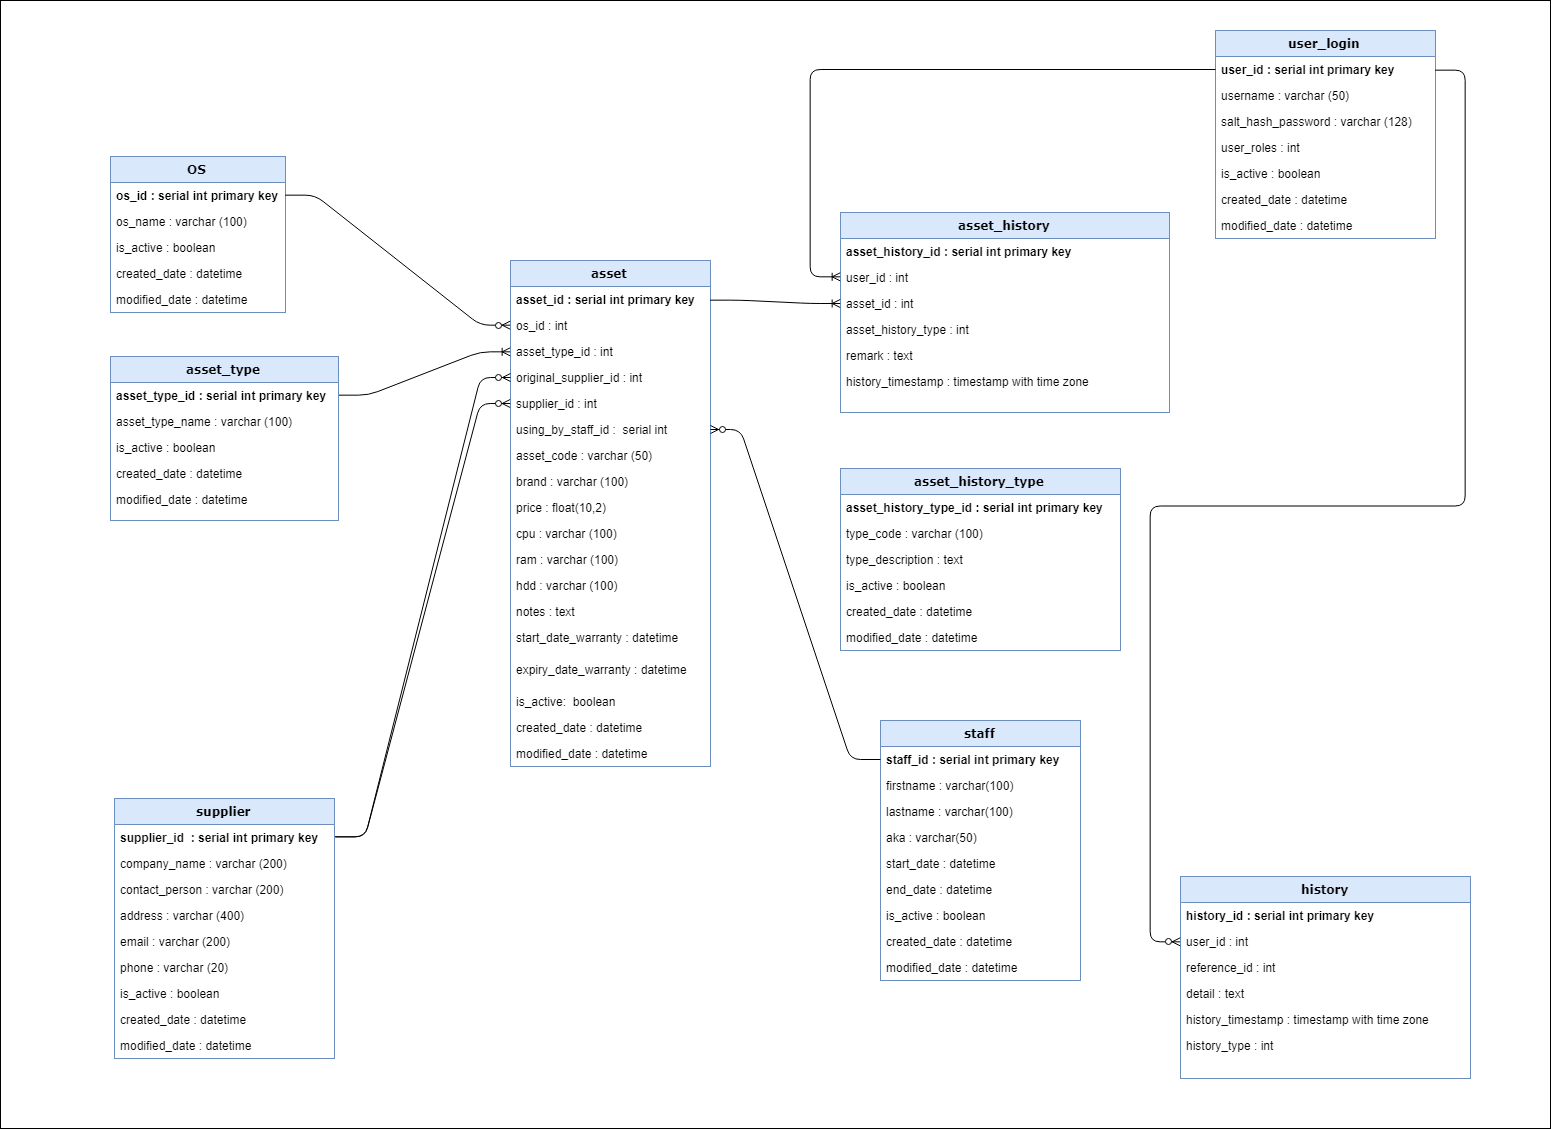 user_login
user_id : serial int primary key
username : varchar (50)
salt_hash_password : varchar (128)
user_roles : int
is_active : boolean
created_date : datetime
modified_date : datetime
OS
os_id : serial int primary key
os_name : varchar (100)
is_active : boolean
created_date : datetime
modified_date : datetime
asset_history
asset_history_id : serial int primary key
user_id : int
asset_id : int
asset_history_type : int
remark : text
history_timestamp : timestamp with time zone
asset
asset_id : serial int primary key
os_id : int
asset_type_id : int
original_supplier_id : int
supplier_id : int
using_by_staff_id :  serial int
asset_code : varchar (50)
brand : varchar (100)
price : float(10,2)
cpu : varchar (100)
ram : varchar (100)
hdd : varchar (100)
notes : text
start_date_warranty : datetime
expiry_date_warranty : datetime
is_active:  boolean
created_date : datetime
modified_date : datetime
asset_type
asset_type_id : serial int primary key
asset_type_name : varchar (100)
is_active : boolean
created_date : datetime
modified_date : datetime
asset_history_type
asset_history_type_id : serial int primary key
type_code : varchar (100)
type_description : text
is_active : boolean
created_date : datetime
modified_date : datetime
staff
staff_id : serial int primary key
firstname : varchar(100)
lastname : varchar(100)
aka : varchar(50)
start_date : datetime
end_date : datetime
is_active : boolean
created_date : datetime
modified_date : datetime
supplier
supplier_id  : serial int primary key
company_name : varchar (200)
contact_person : varchar (200)
address : varchar (400)
email : varchar (200)
phone : varchar (20)
is_active : boolean
created_date : datetime
modified_date : datetime
history
history_id : serial int primary key
user_id : int
reference_id : int
detail : text
history_timestamp : timestamp with time zone
history_type : int